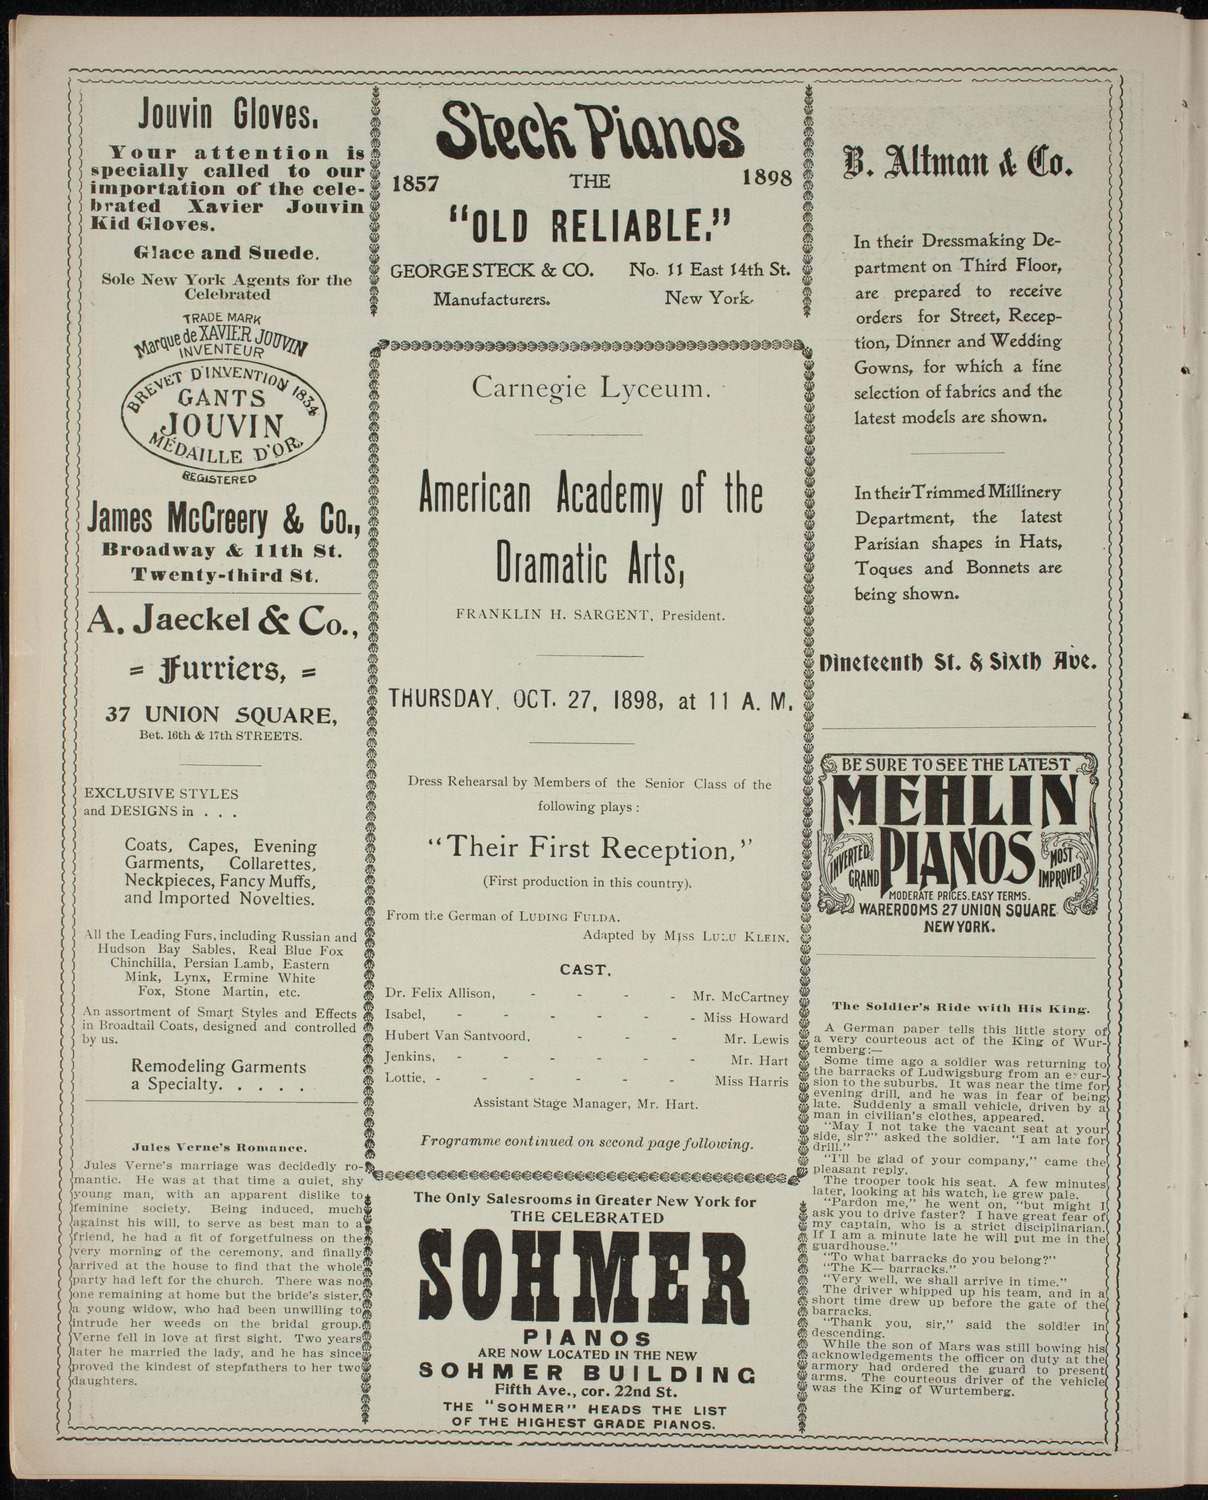 Jouvin Gloves.
Your attention is
specially called to our
importation of the cele-
brated Xavier Jouvin
Kid Gloves.
Glace and Suede.
Sole New York Agents for the
Celebrated
TRADE MARK
Marque de XAVIER JOUVIN
INVENTEUR
BREVET D'INVENTION 1834
GANTS
JOUVIN
MÉDAILLE D'OR.
REGISTERED
James McCreery & Co.,
Broadway & 11th St.
Twenty-third St.
A. Jaeckel & Co.,
= Furriers, =
37 UNION SQUARE,
Bet. 16th & 17th STREETS.
EXCLUSIVE STYLES
and DESIGNS in . . .
Coats, Capes, Evening
Garments, Collarettes,
Neckpieces, Fancy Muffs,
and Imported Novelties.
All the Leading Furs, including Russian and
Hudson Bay Sables, Real Blue Fox
Chinchilla, Persian Lamb, Eastern
Mink, Lynx, Ermine White
Fox, Stone Martin, etc.
An assortment of Smart Styles and Effects
in Broadtail Coats, designed and controlled
by us.
Remodeling Garments
a Specialty. . . . .
Jules Verne's Romance.
Jules Verne's marriage was decidedly ro-
mantic. He was at that time a quiet, shy
young man, with an apparent dislike to
feminine society. Being induced, much
against his will, to serve as best man to a
friend, he had a fit of forgetfulness on the
very morning of the ceremony, and finally
arrived at the house to find that the whole
party had left for the church. There was no
one remaining at home but the bride's sister,
a young widow, who had been unwilling to
intrude her weeds on the bridal group.
Verne fell in love at first sight. Two years
later he married the lady, and he has since
proved the kindest of stepfathers to her two
daughters.
Steck Pianos
1857 THE 1898
"OLD RELIABLE."
GEORGE STECK & CO. No. 11 East 14th St.
Manufacturers. New York.
Carnegie Lyceum.
American Academy of the
Dramatic Arts,
FRANKLIN H. SARGENT, President.
THURSDAY, OCT. 27, 1898, at 11 A. M.
Dress Rehearsal by Members of the Senior Class of the
following plays :
"Their First Reception,"
(First production in this country).
From the German of LUDING FULDA.
Adapted by MISS LULU KLEIN.
CAST.
Dr. Felix Allison, - - - - Mr. McCartney
Isabel, - - - - - - Miss Howard
Hubert Van Santvoord, - - - Mr. Lewis
Jenkins, - - - - - - Mr. Hart
Lottie, - - - - - - Miss Harris
Assistant Stage Manager, Mr. Hart.
Frogramme continued on second page following.
The Only Salesrooms in Greater New York for
THE CELEBRATED
SOHMER
PIANOS
ARE NOW LOCATED IN THE NEW
SOHMER BUILDING
Fifth Ave., cor. 22nd St.
THE "SOHMER" HEADS THE LIST
OF THE HIGHEST GRADE PIANOS.
B. Altman & Co.
In their Dressmaking De-
partment on Third Floor,
are prepared to receive
orders for Street, Recep-
tion, Dinner and Wedding
Gowns, for which a fine
selection of fabrics and the
latest models are shown.
In their Trimmed Millinery
Department, the latest
Parisian shapes in Hats,
Toques and Bonnets are
being shown.
Nineteenth St. & Sixth Ave.
BE SURE TO SEE THE LATEST
MEHLIN
INVERTED GRAND PIANOS MOST IMPROVED
MODERATE PRICES. EASY TERMS.
WAREROOMS 27 UNION SQUARE
NEW YORK.
The Soldier's Ride with His King.
A German paper tells this little story of
a very courteous act of the King of Wur-
temberg:—
Some time ago a soldier was returning to
the barracks of Ludwigsburg from an excur-
sion to the suburbs. It was near the time for
evening drill, and he was in fear of being
late. Suddenly a small vehicle, driven by a
man in civilian's clothes, appeared.
"May I not take the vacant seat at your
side, sir?" asked the soldier. "I am late for
drill."
"I'll be glad of your company," came the
pleasant reply.
The trooper took his seat. A few minutes
later, looking at his watch, he grew pale.
"Pardon me," he went on, "but might I
ask you to drive faster? I have great fear of
my captain, who is a strict disciplinarian.
If I am a minute late he will put me in the
guardhouse."
"To what barracks do you belong?"
"The K— barracks."
"Very well, we shall arrive in time."
The driver whipped up his team, and in a
short time drew up before the gate of the
barracks.
"Thank you, sir," said the soldier in
descending.
While the son of Mars was still bowing his
acknowledgements the officer on duty at the
armory had ordered the guard to present
arms. The courteous driver of the vehicle
was the King of Wurtemberg.